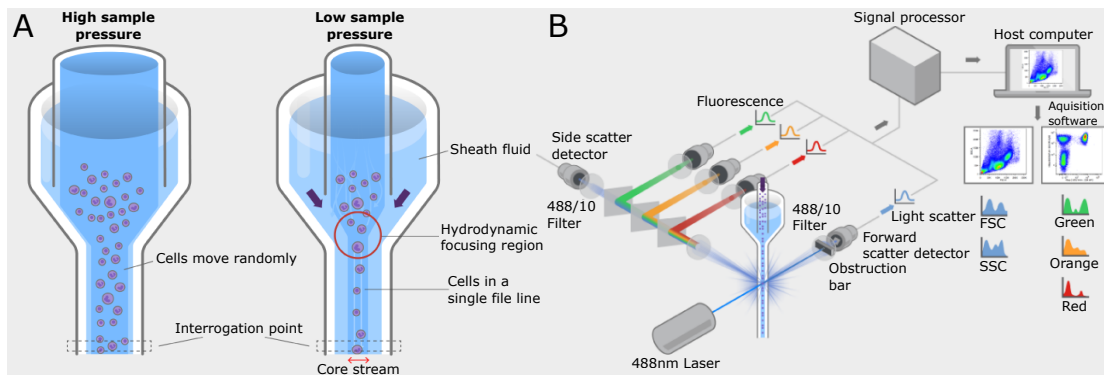 A
High sample
pressure
Low sample
pressure
Sheath fluid
Hydrodynamic
focusing region
Cells move randomly
Cells in a
single file line
Interrogation point
Core stream
B
Signal processor
Host computer
Aquisition
software
Fluorescence
Side scatter
detector
488/10
Filter
488/10
Filter
Light scatter
Forward
scatter detector
Obstruction
bar
488nm Laser
FSC
SSC
Green
Orange
Red